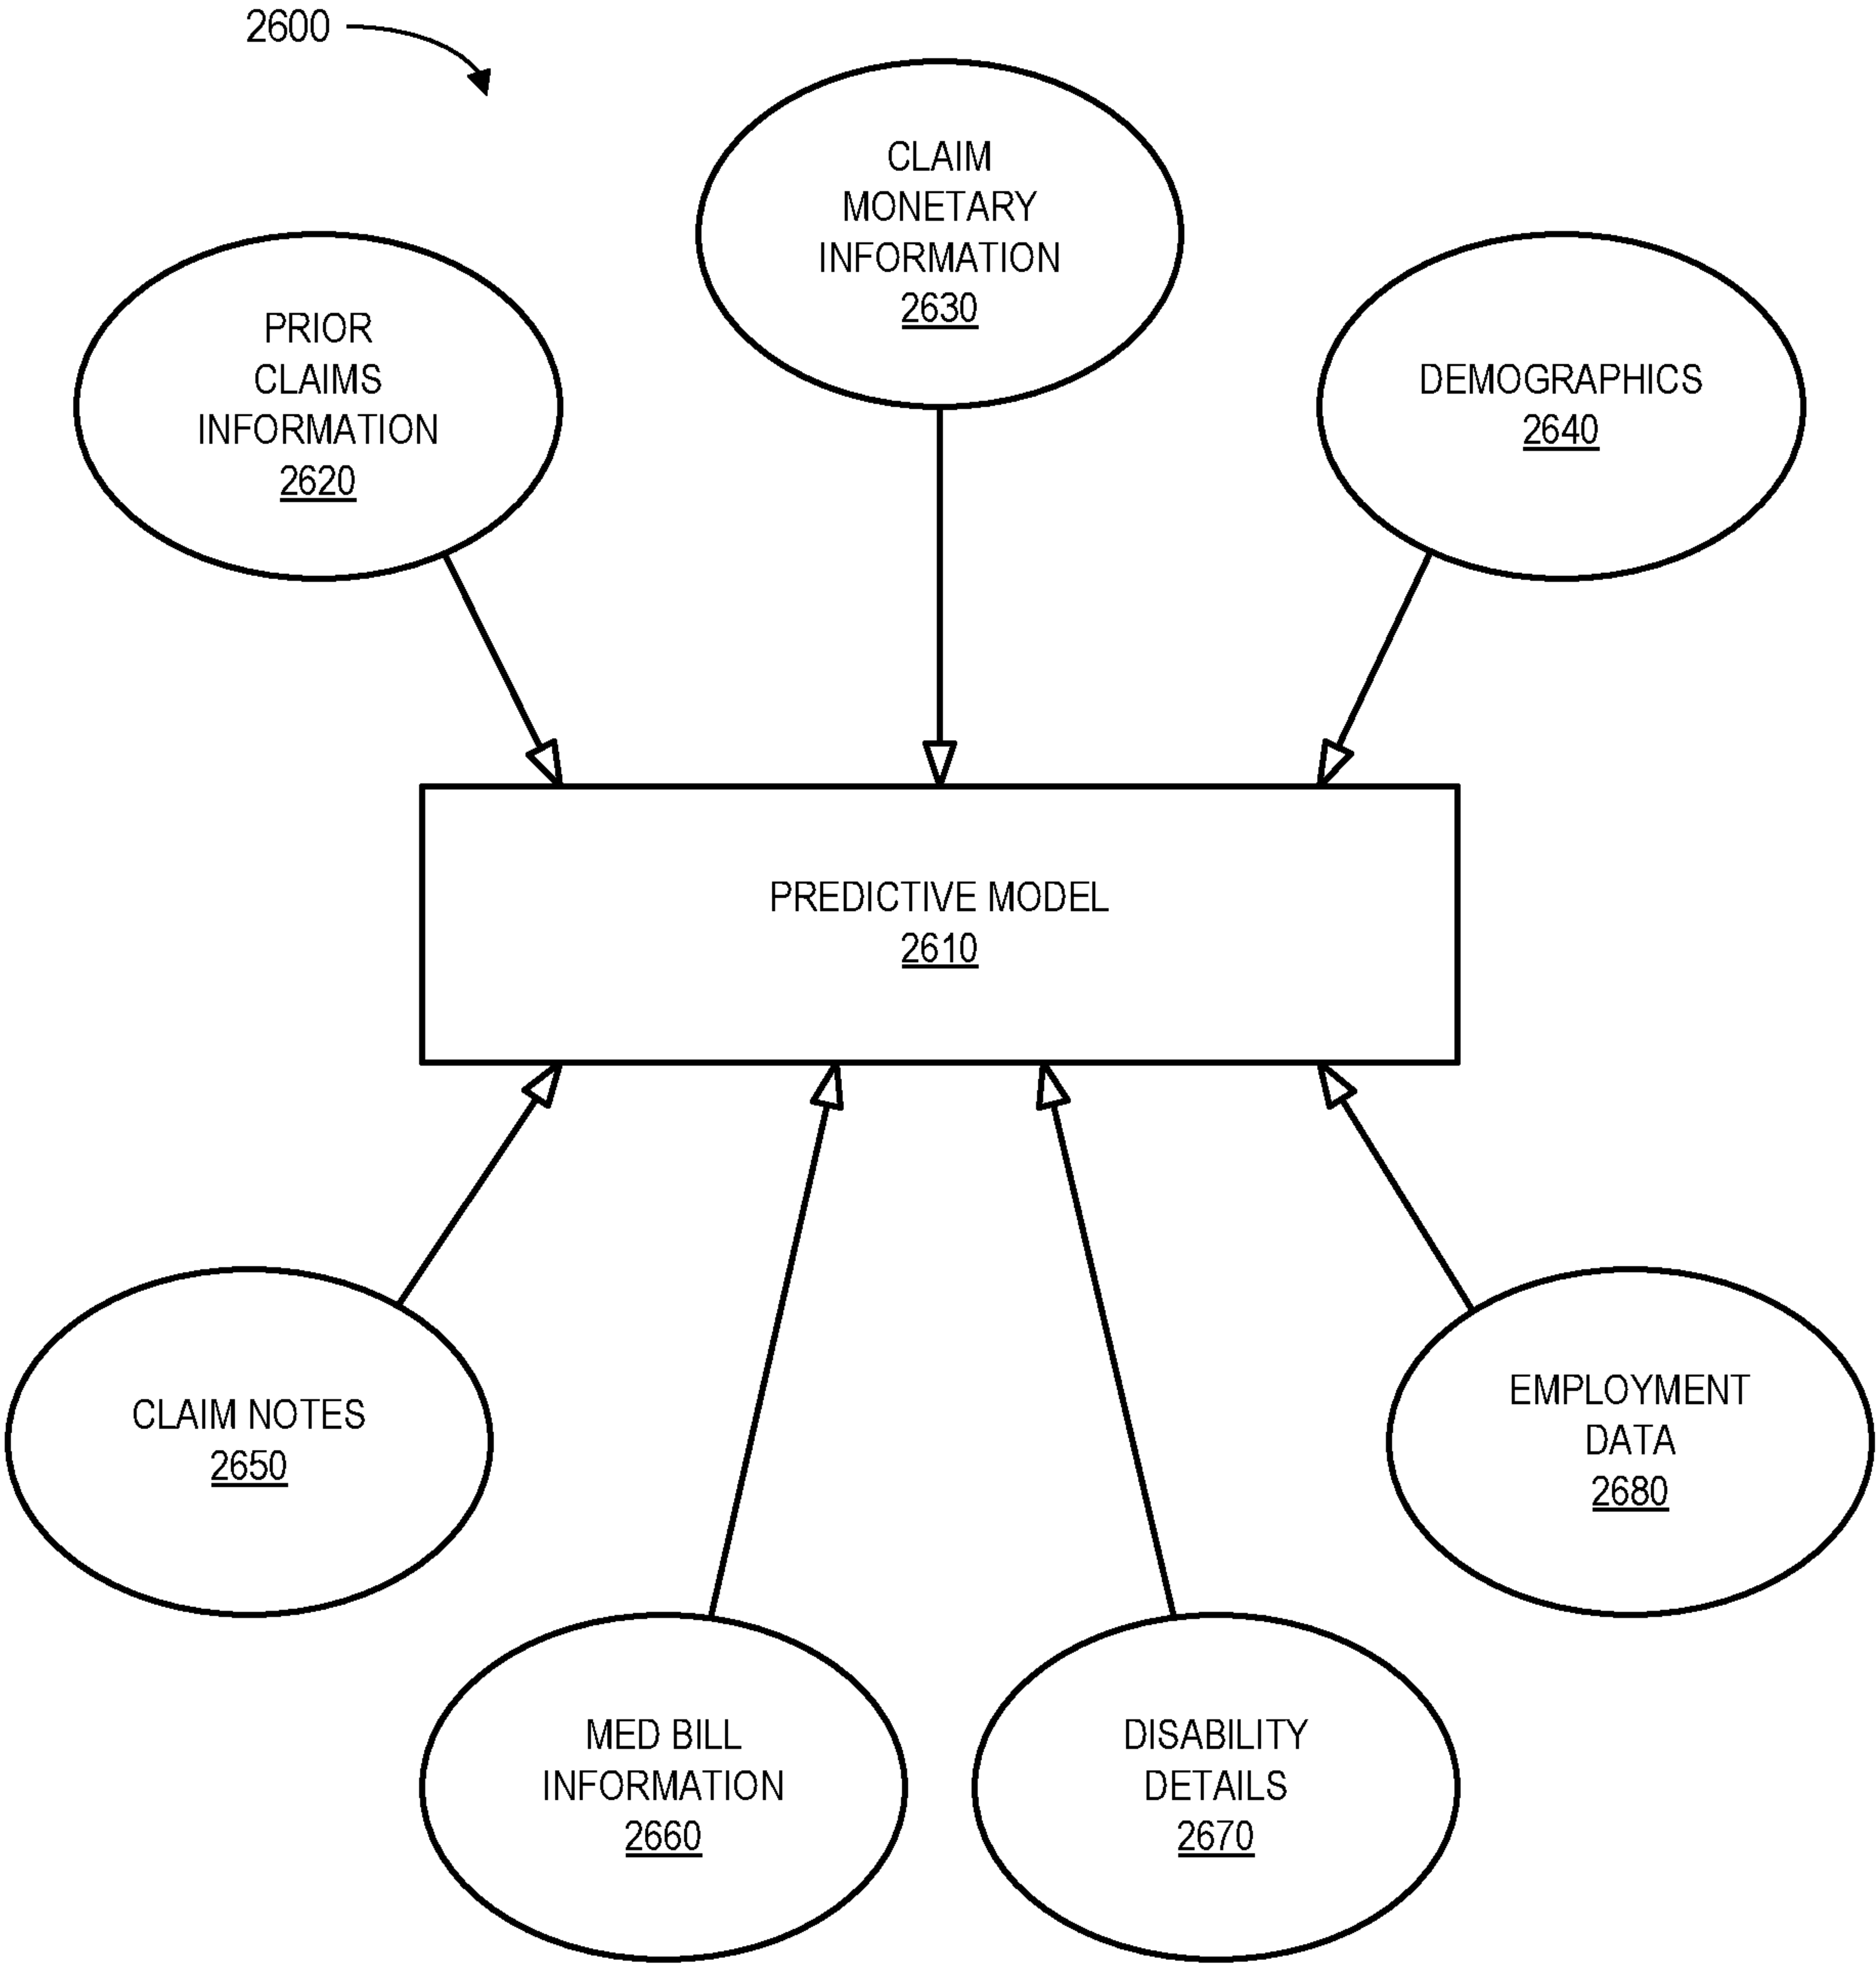 2600
CLAIM
MONETARY
INFORMATION
2630
PRIOR
CLAIMS
INFORMATION
2620
DEMOGRAPHICS
2640
PREDICTIVE MODEL
2610
CLAIM NOTES
2650
EMPLOYMENT
DATA
2680
MED BILL
INFORMATION
2660
DISABILITY
DETAILS
2670